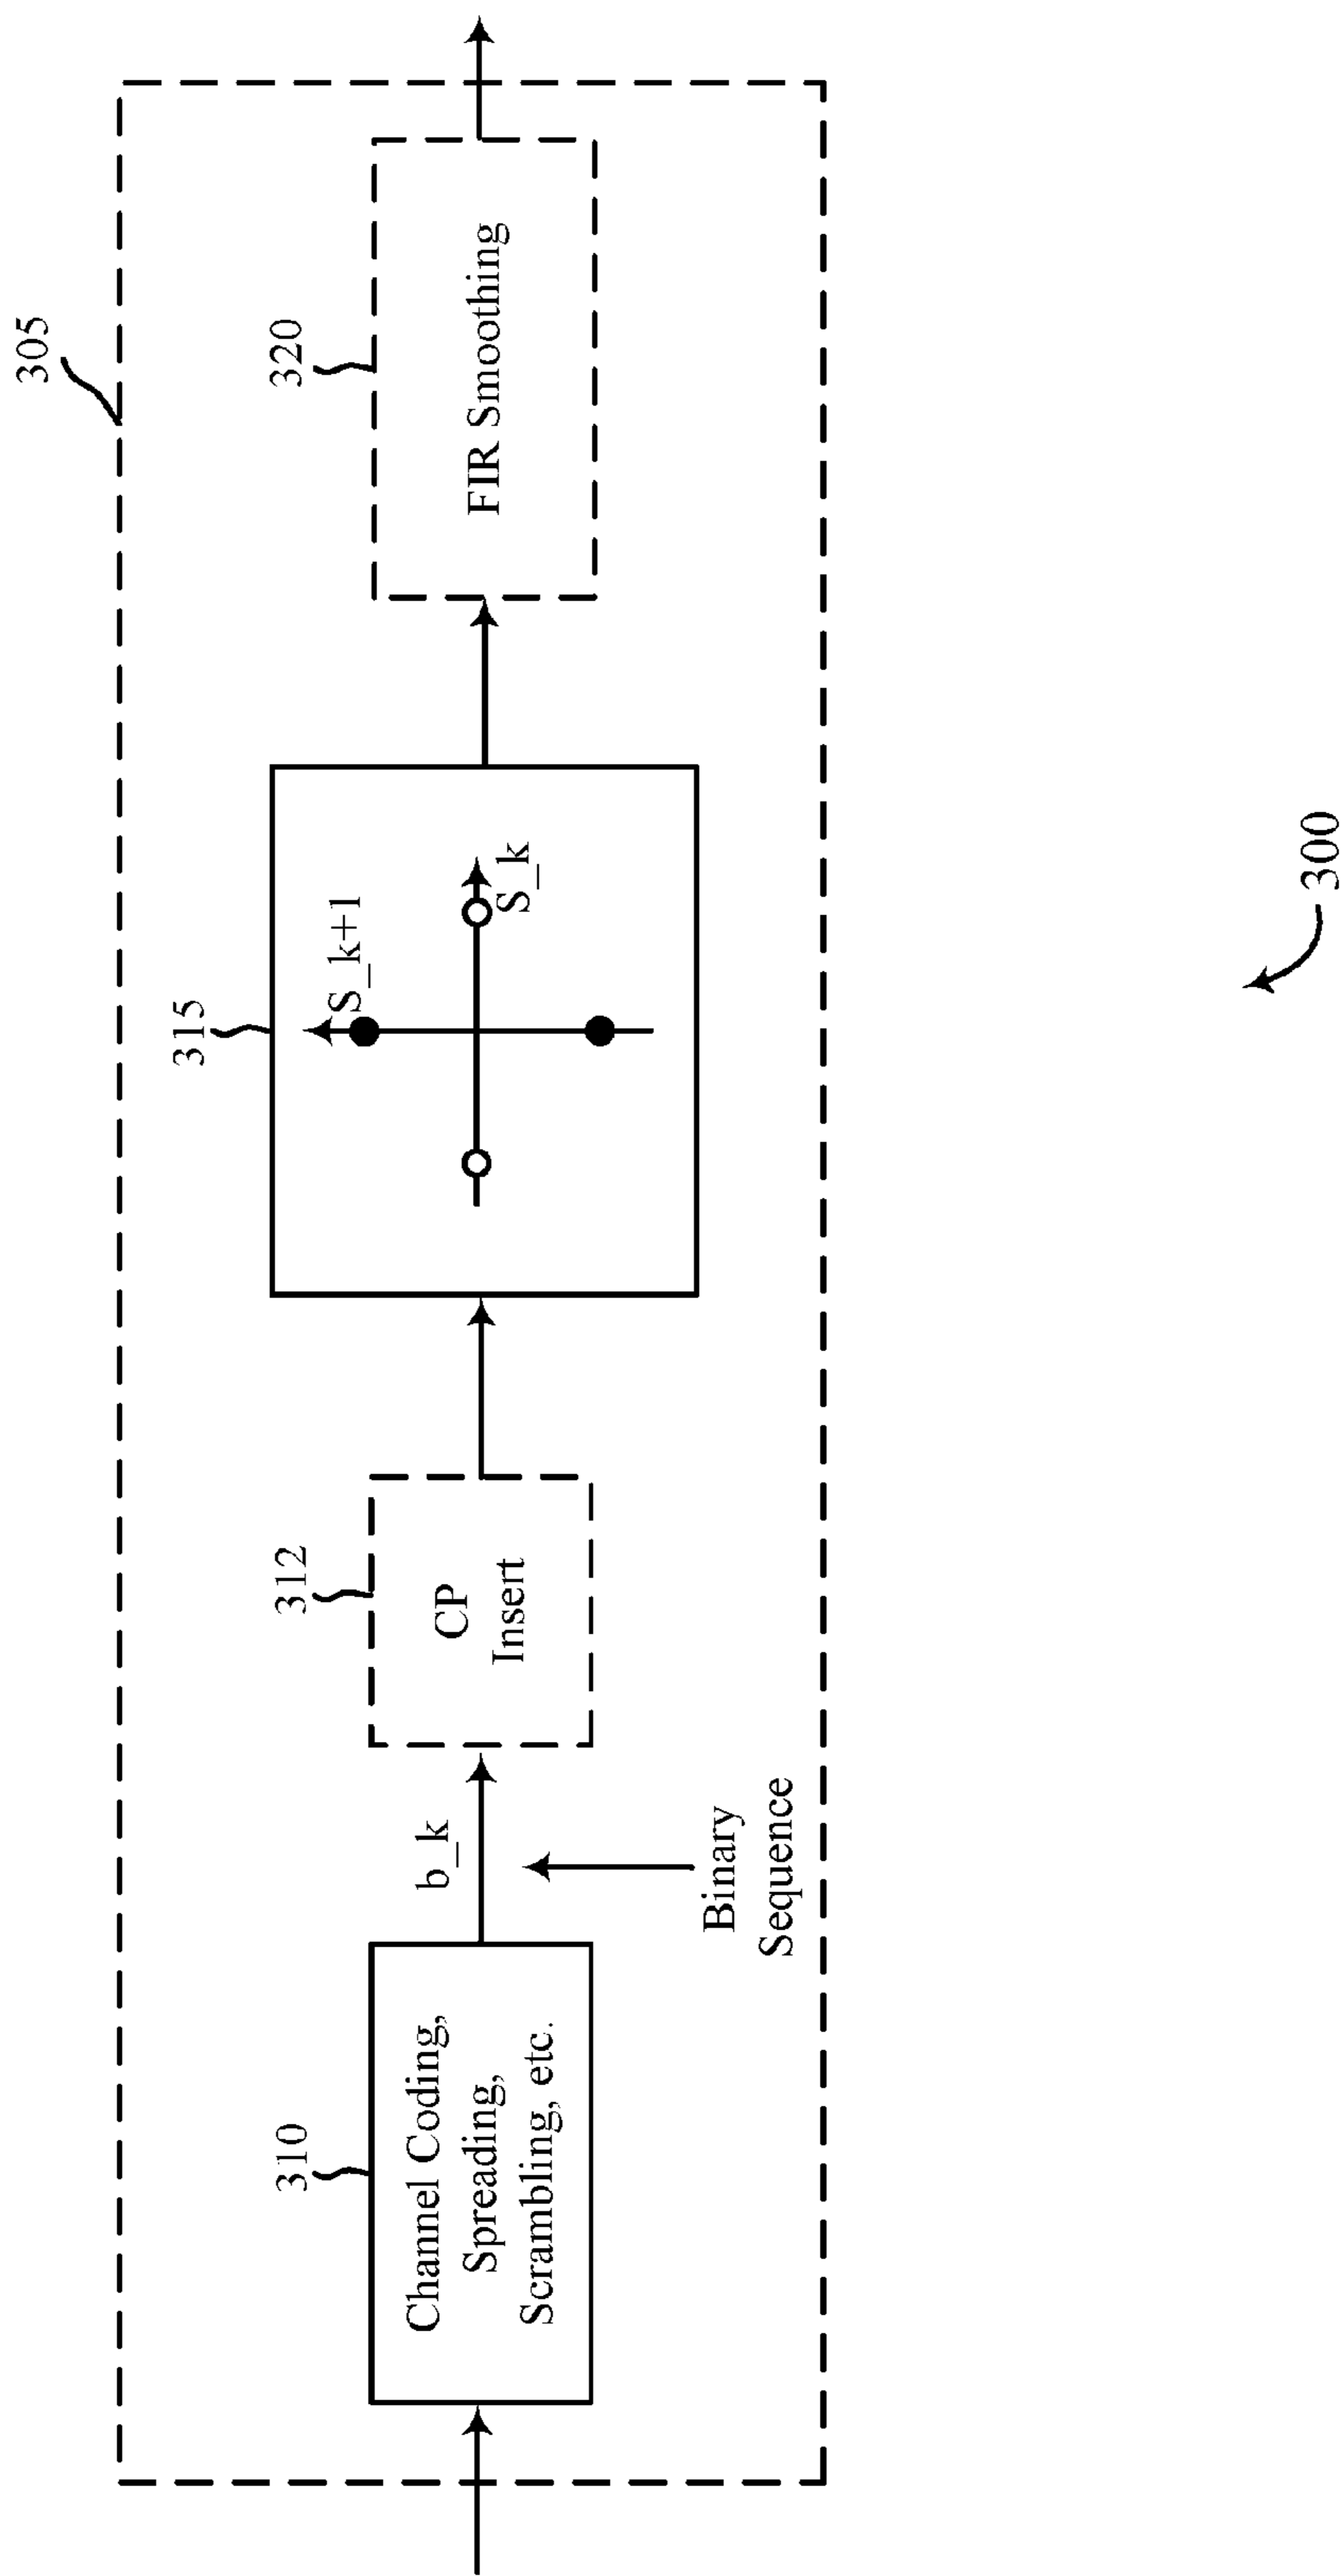 305
310
Channel Coding,
Spreading,
Scrambling, etc.
b_k
Binary
Sequence
312
CP
Insert
315
S_k+1
S_k
320
FIR Smoothing
300